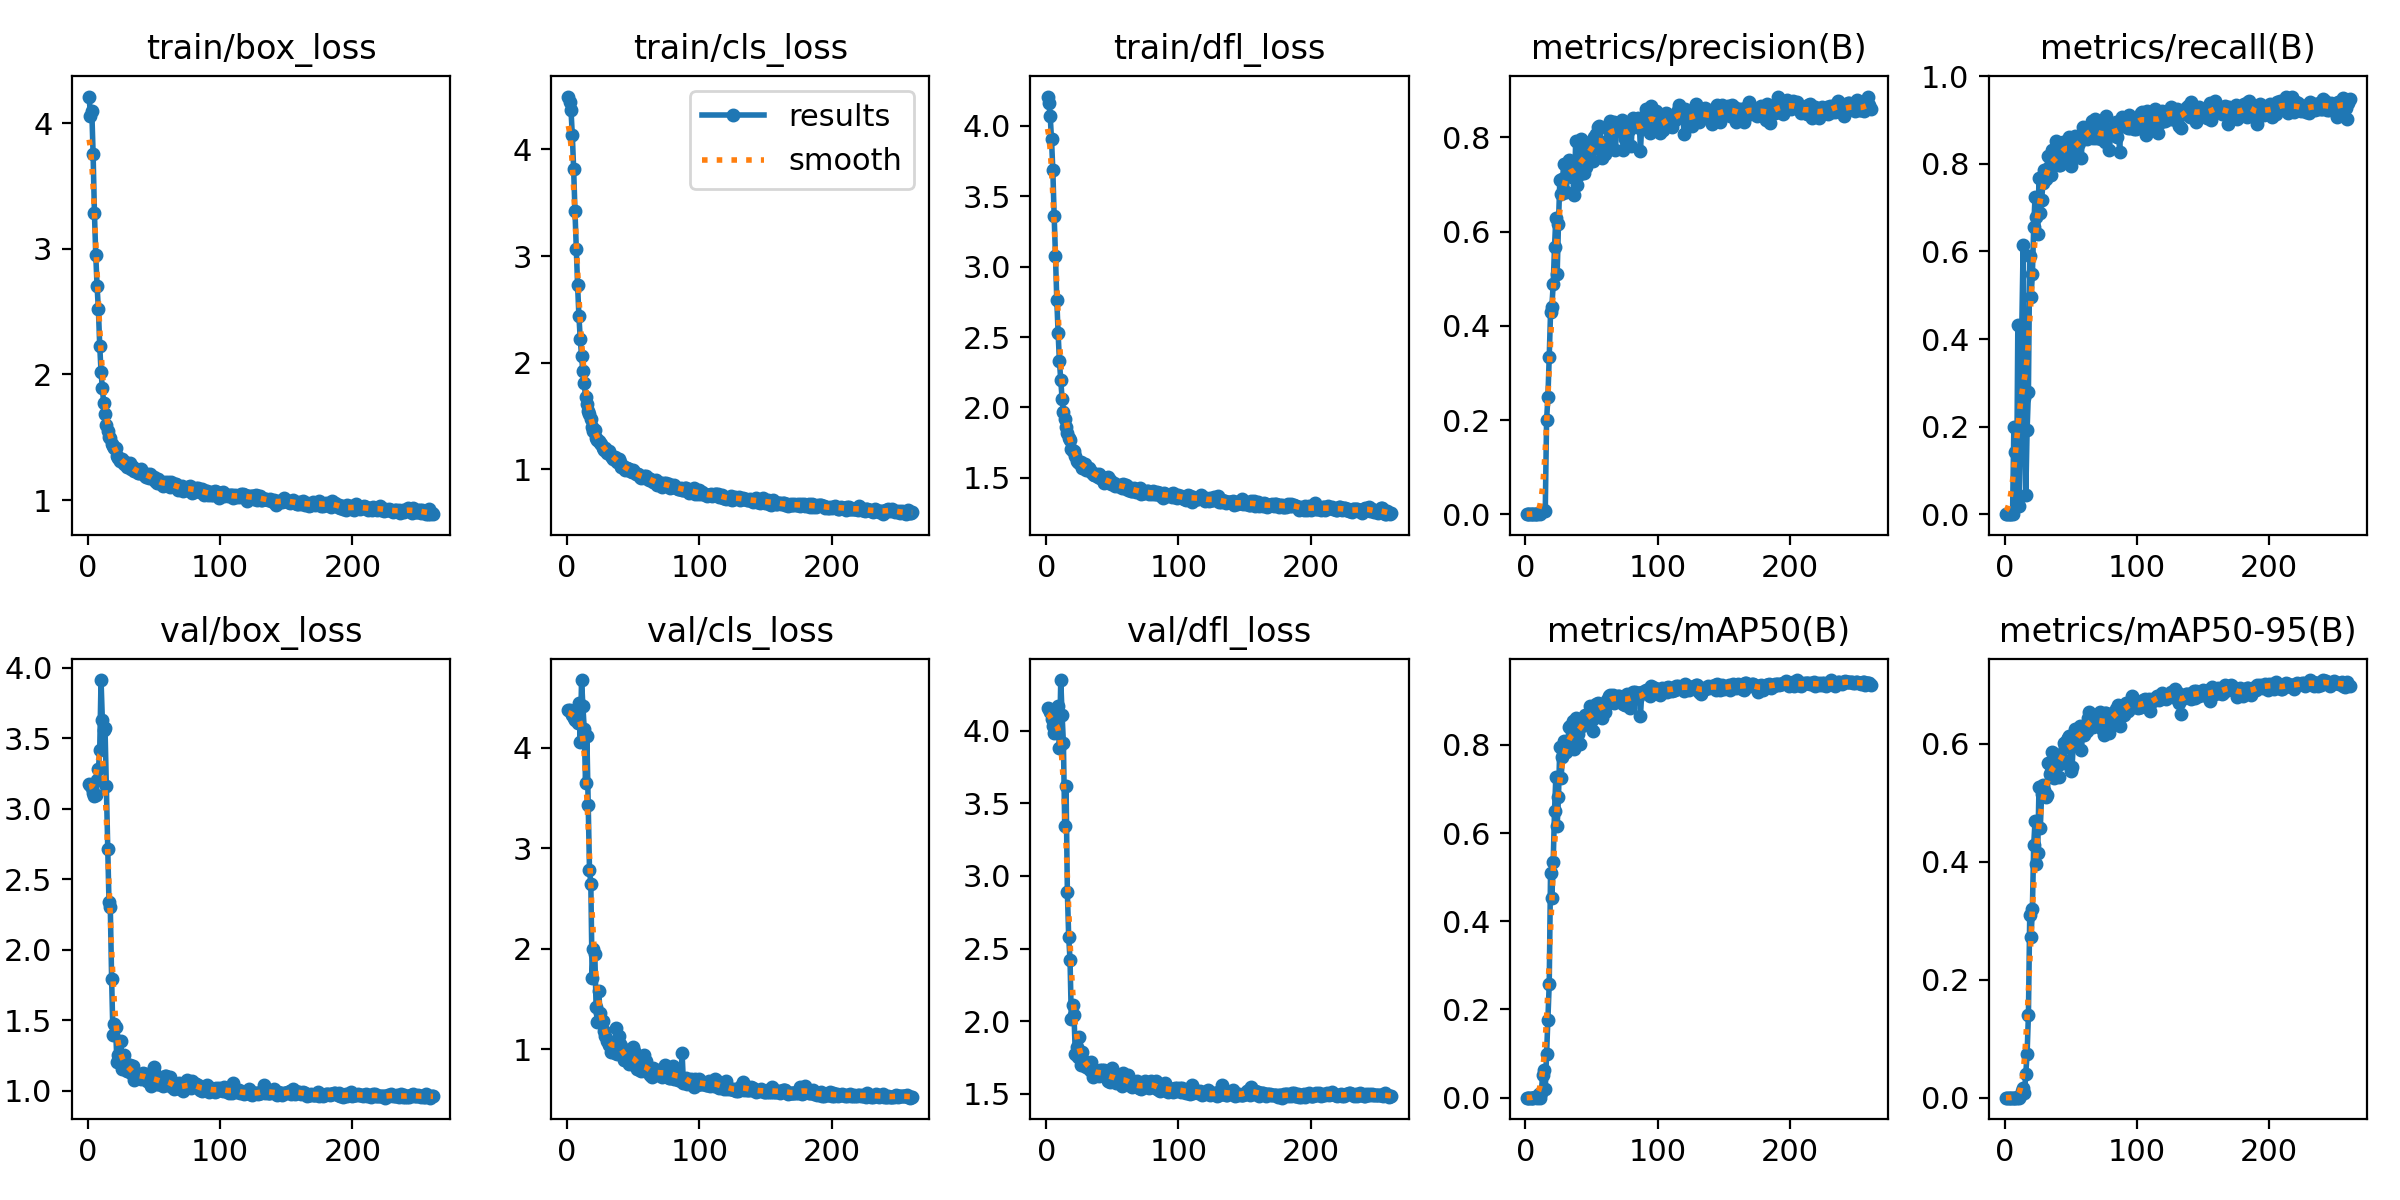 train/box_loss
4
3
2
1
0 100 200
train/cls_loss
results
smooth
4
3
2
1
0 100 200
train/dfl_loss
4.0
3.5
3.0
2.5
2.0
1.5
0 100 200
metrics/precision(B)
0.8
0.6
0.4
0.2
0.0
0 100 200
metrics/recall(B)
1.0
0.8
0.6
0.4
0.2
0.0
0 100 200
val/box_loss
4.0
3.5
3.0
2.5
2.0
1.5
1.0
0 100 200
val/cls_loss
4
3
2
1
0 100 200
val/dfl_loss
4.0
3.5
3.0
2.5
2.0
1.5
0 100 200
metrics/mAP50(B)
0.8
0.6
0.4
0.2
0.0
0 100 200
metrics/mAP50-95(B)
0.6
0.4
0.2
0.0
0 100 200